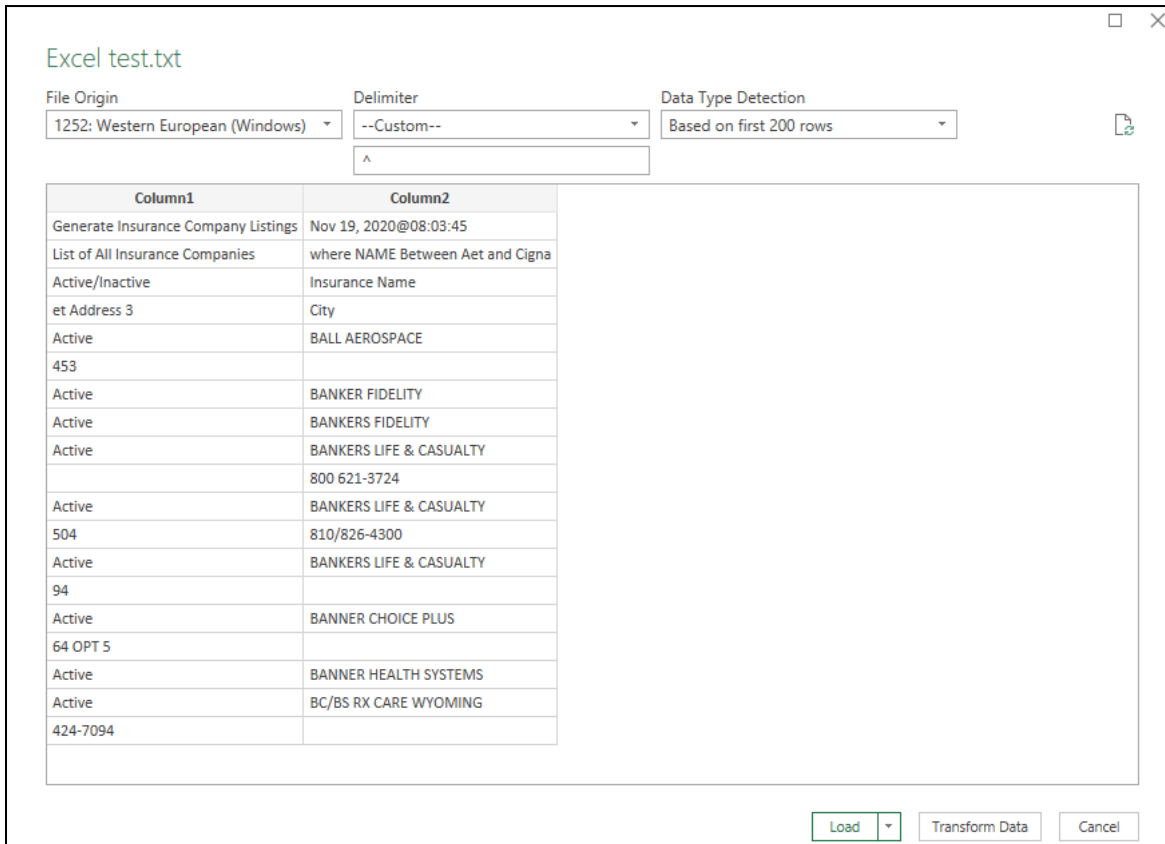 Excel test.txt
File Origin Delimiter Data Type Detection
1252: Western European (Windows) --Custom-- Based on first 200 rows
^
Column1 Column2
Generate Insurance Company Listings Nov 19, 2020@08:03:45
List of All Insurance Companies where NAME Between Aet and Cigna
Active/Inactive Insurance Name
et Address 3 City
Active BALL AEROSPACE
453
Active BANKER FIDELITY
Active BANKERS FIDELITY
Active BANKERS LIFE & CASUALTY
800 621-3724
Active BANKERS LIFE & CASUALTY
504 810/826-4300
Active BANKERS LIFE & CASUALTY
94
Active BANNER CHOICE PLUS
64 OPT 5
Active BANNER HEALTH SYSTEMS
Active BC/BS RX CARE WYOMING
424-7094
Load Transform Data Cancel